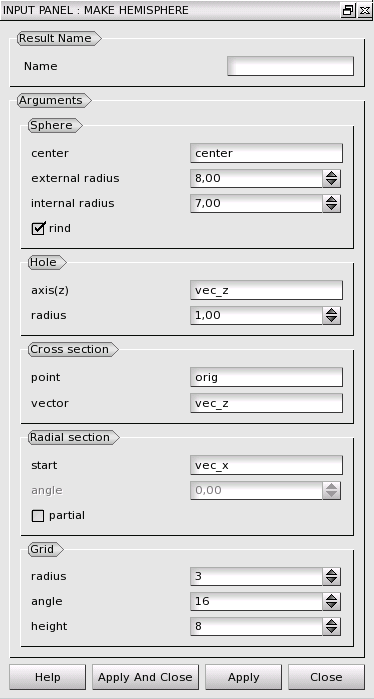 INPUT PANEL : MAKE HEMISPHERE
Result Name
Name
Arguments
Sphere
center center
external radius 8,00
internal radius 7,00
rind
Hole
axis(z) vec_z
radius 1,00
Cross section
point orig
vector vec_z
Radial section
start vec_x
angle 0,00
partial
Grid
radius 3
angle 16
height 8
Help Apply And Close Apply Close